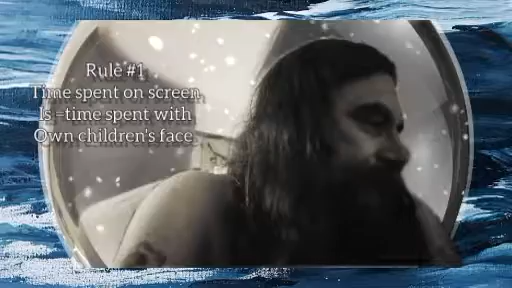 Rule #1
Time spent on screen
Is =time spent with
Own children's face.